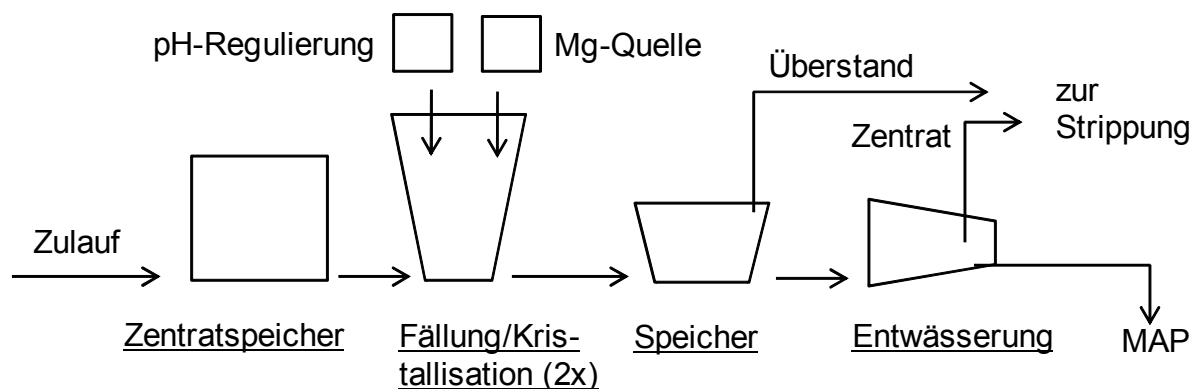 pH-Regulierung
Mg-Quelle
Überstand
zur
Strippung
Zentrat
Zulauf
Zentratspeicher
Fällung/Kris-
tallisation (2x)
Speicher
Entwässerung
MAP